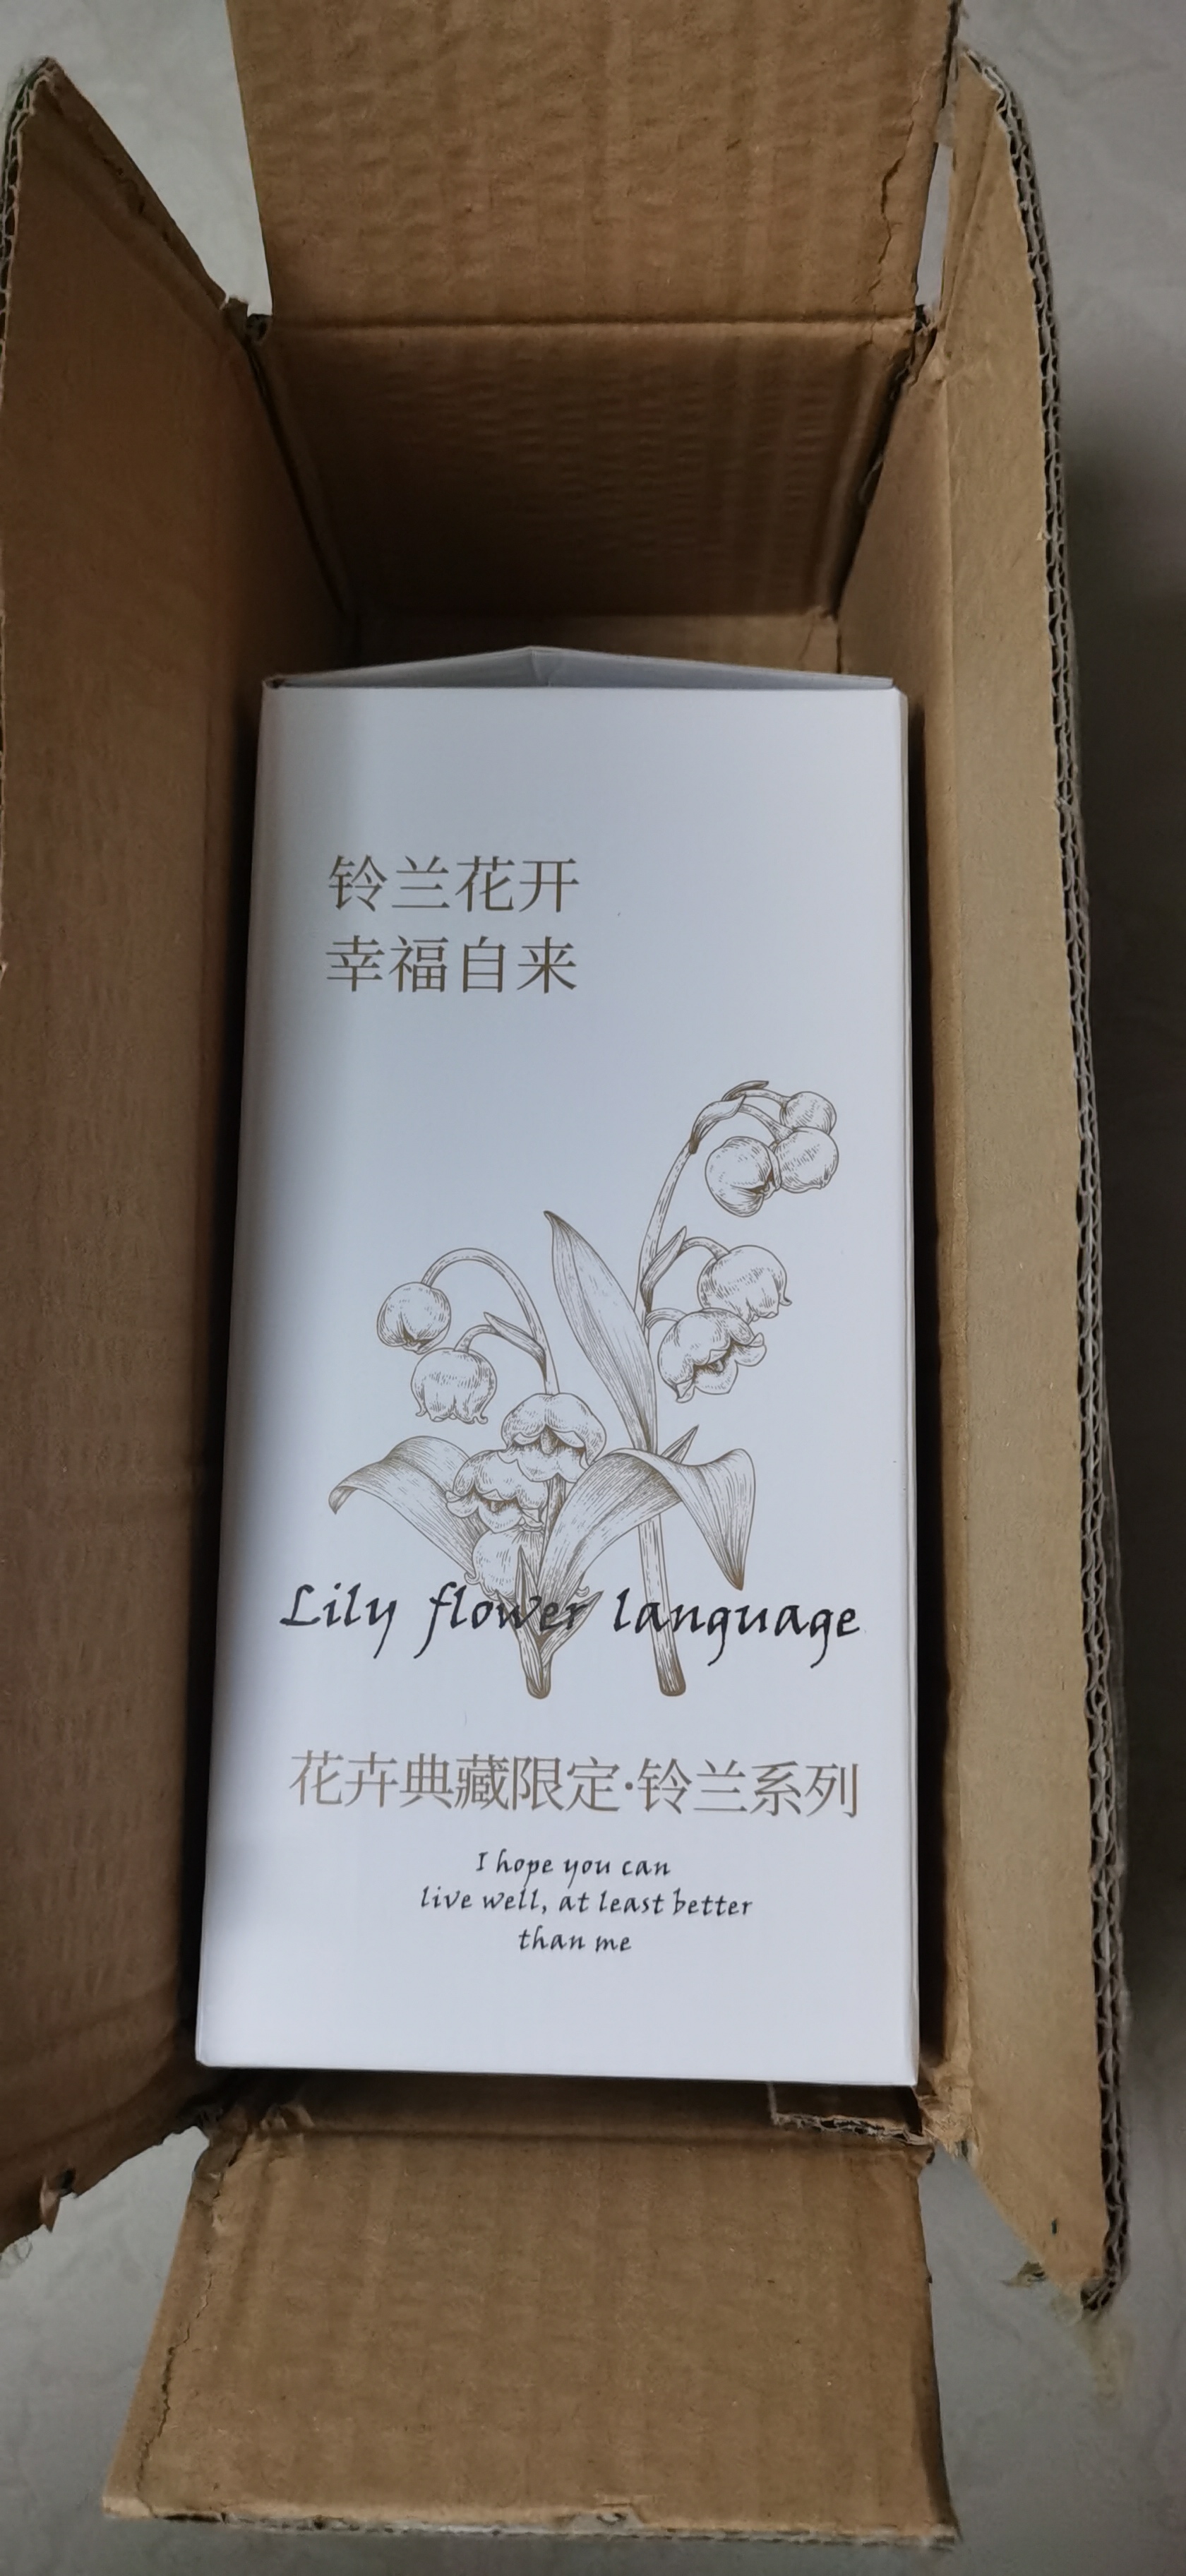 铃兰花开
幸福自来
Lily flower language
花卉典藏限定·铃兰系列
I hope you can
live well, at least better
than me